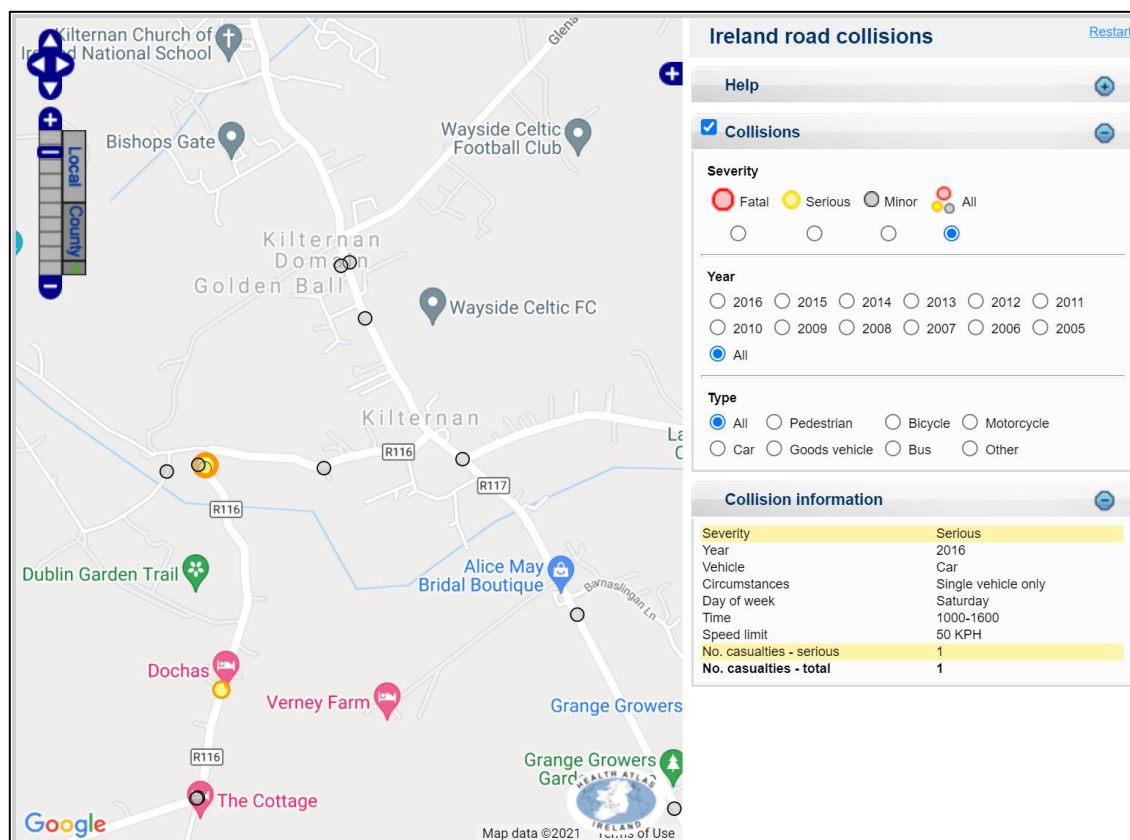 Kilternan Church of
Ireland National School
Glena
Bishops Gate
Wayside Celtic
Football Club
Local
County
Kilternan
Domain
Golden Ball
Wayside Celtic FC
Kilternan
La
C
R116
R117
R116
Dublin Garden Trail
Alice May
Bridal Boutique
Barnaslingan Ln
Dochas
Verney Farm
Grange Growers
R116
Grange Growers
Gard
The Cottage
HEALTH ATLAS
IRELAND
Google
Map data ©2021
Terms of Use
Ireland road collisions
Restart
Help
Collisions
Severity
Fatal Serious Minor All
Year
2016 2015 2014 2013 2012 2011
2010 2009 2008 2007 2006 2005
All
Type
All Pedestrian Bicycle Motorcycle
Car Goods vehicle Bus Other
Collision information
Severity Serious
Year 2016
Vehicle Car
Circumstances Single vehicle only
Day of week Saturday
Time 1000-1600
Speed limit 50 KPH
No. casualties - serious 1
No. casualties - total 1